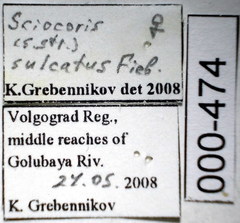 Sciocoris ♀
(s.str.)
sulcatus Fieb.
K.Grebennikov det 2008
Volgograd Reg.,
middle reaches of
Golubaya Riv.
27.05. 2008
K. Grebennikov
000-474